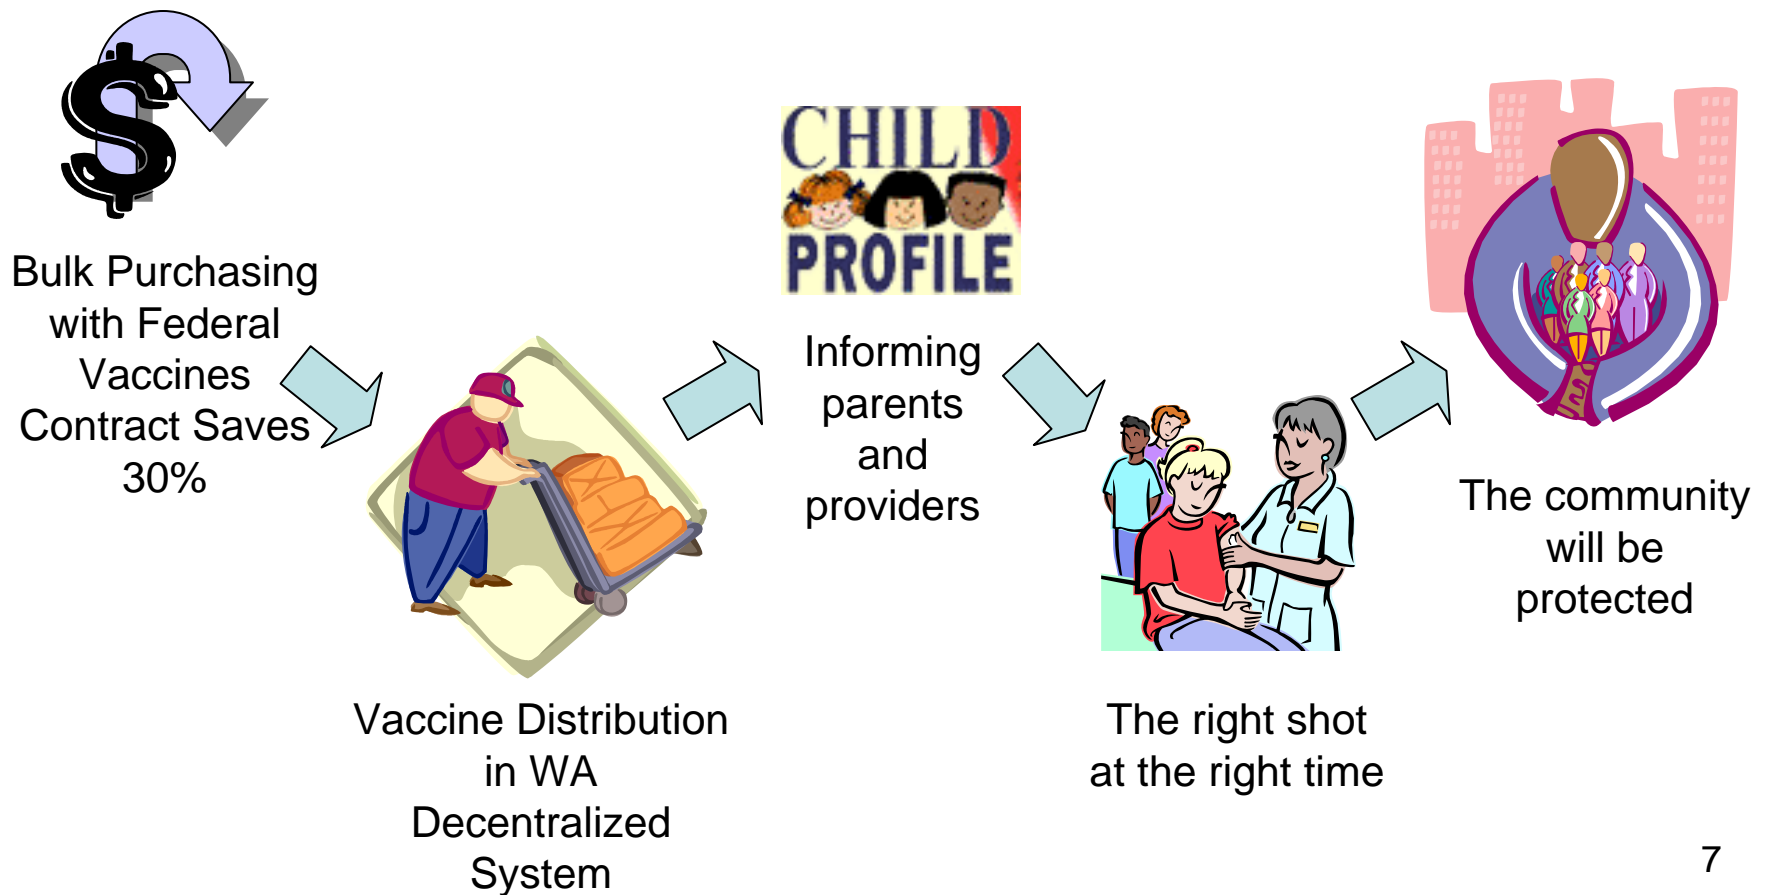 Bulk Purchasing
with Federal
Vaccines
Contract Saves
30%
Vaccine Distribution
in WA
Decentralized
System
CHILD
PROFILE
Informing
parents
and
providers
The right shot
at the right time
The community
will be
protected
7